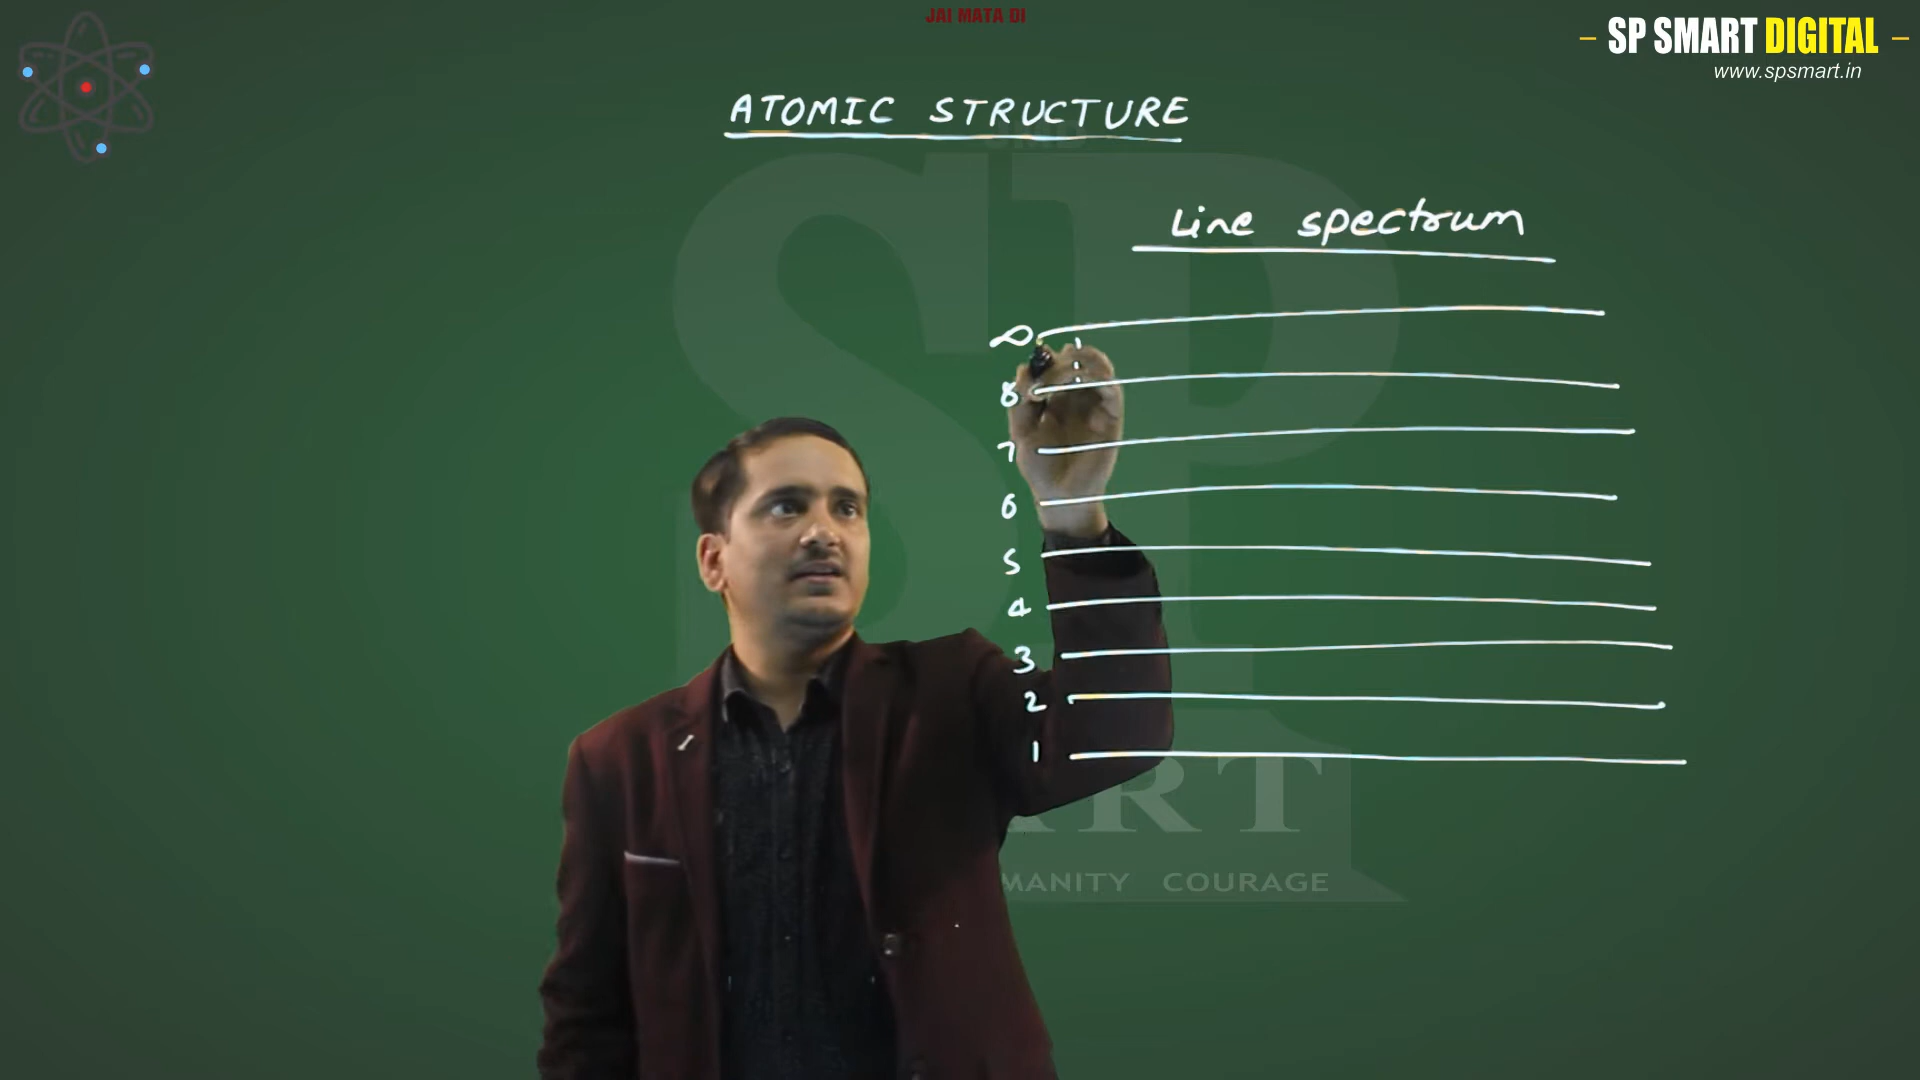 JAI MATA DI
SP SMART DIGITAL
www.spsmart.in
ATOMIC STRUCTURE
Line spectrum
∞
8
7
6
5
4
3
2
1
MANITY COURAGE